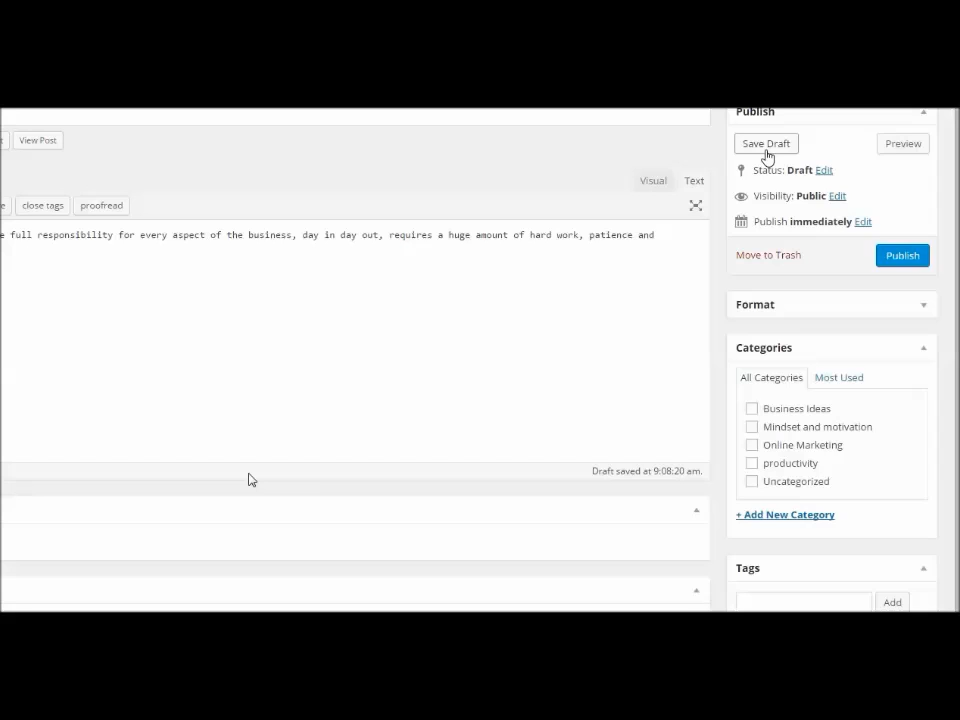 Publish
View Post
Save Draft
Preview
Status: Draft Edit
Visual Text
Visibility: Public Edit
close tags proofread
Publish immediately Edit
full responsibility for every aspect of the business, day in day out, requires a huge amount of hard work, patience and
Move to Trash
Publish
Format
Categories
All Categories Most Used
Business Ideas
Mindset and motivation
Online Marketing
productivity
Draft saved at 9:08:20 am.
Uncategorized
+ Add New Category
Tags
Add